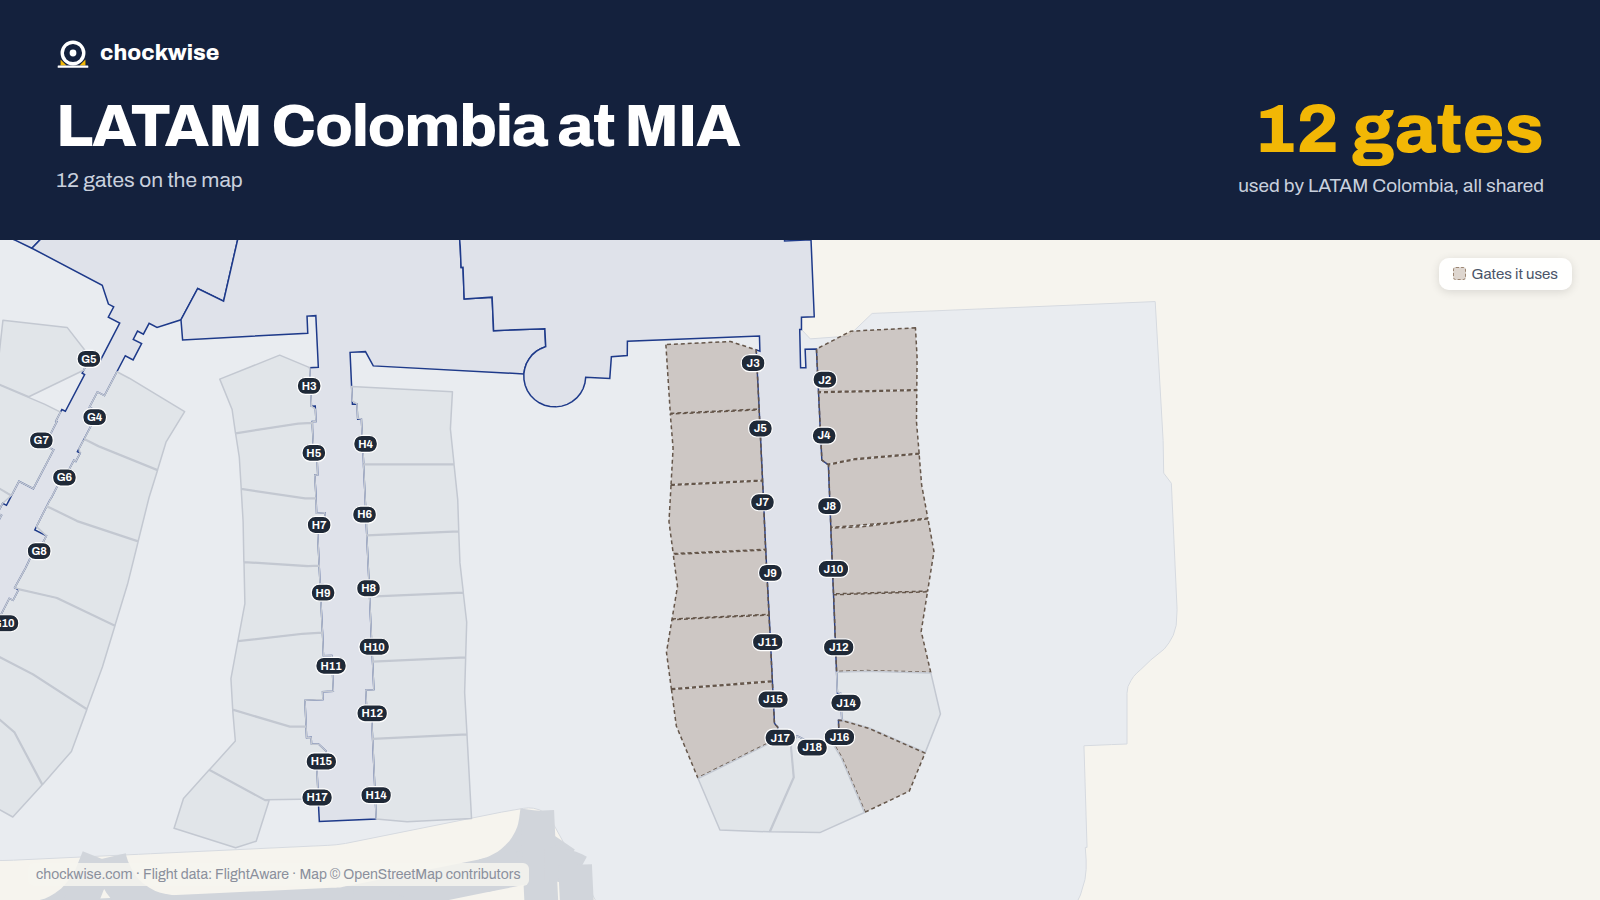 chockwise
LATAM Colombia at MIA
12 gates on the map
12 gates
used by LATAM Colombia, all shared
Gates it uses
G5
G4
G7
G6
G8
H3
H5
H4
H7
H6
H9
H8
H11
H10
H12
H15
H17
H14
J3
J2
J5
J4
J7
J8
J9
J10
J11
J12
J15
J14
J17
J18
J16
chockwise.com · Flight data: FlightAware · Map © OpenStreetMap contributors